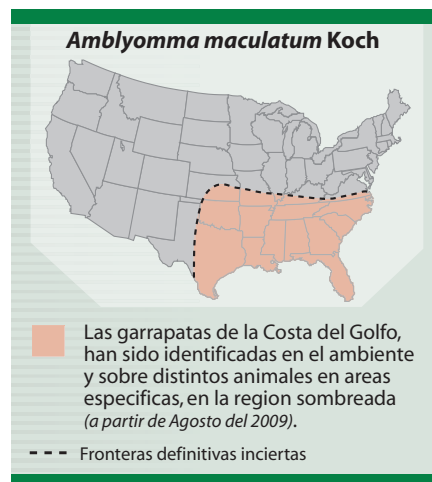 Amblyomma maculatum Koch
Las garrapatas de la Costa del Golfo,
han sido identificadas en el ambiente
y sobre distintos animales en areas
especificas, en la region sombreada
(a partir de Agosto del 2009).
Fronteras definitivas inciertas